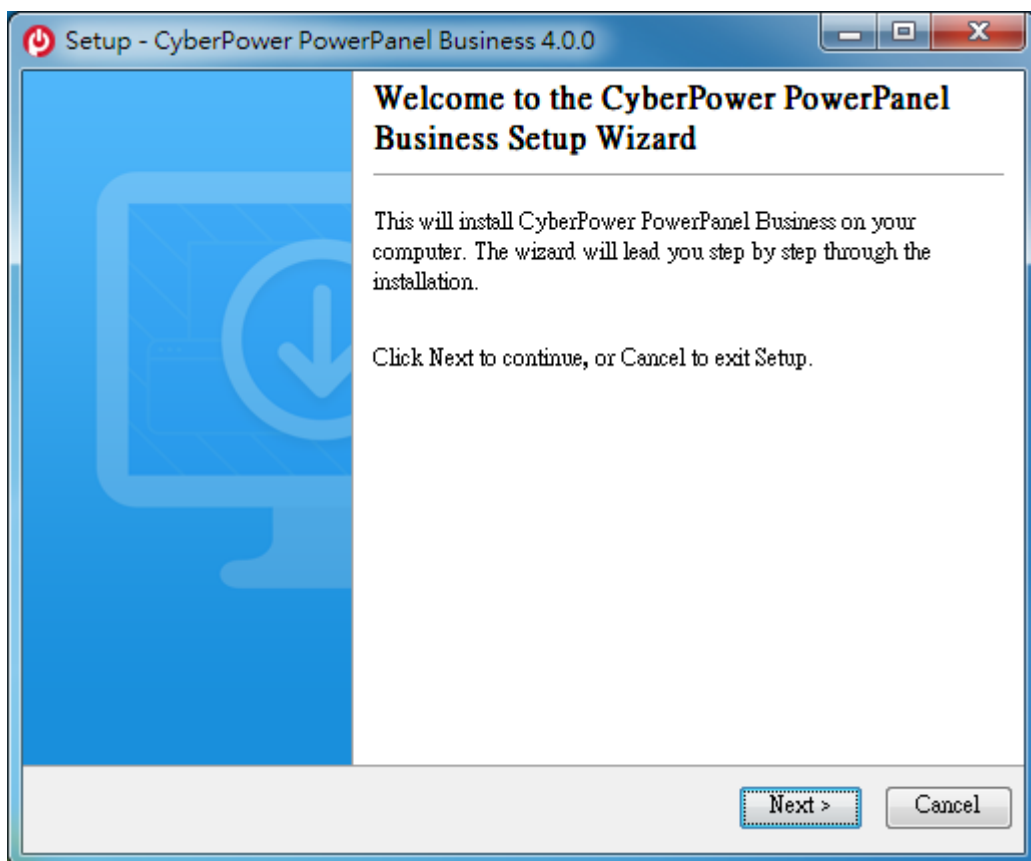 Setup - CyberPower PowerPanel Business 4.0.0
Welcome to the CyberPower PowerPanel
Business Setup Wizard
This will install CyberPower PowerPanel Business on your
computer. The wizard will lead you step by step through the
installation.
Click Next to continue, or Cancel to exit Setup.
Next >
Cancel